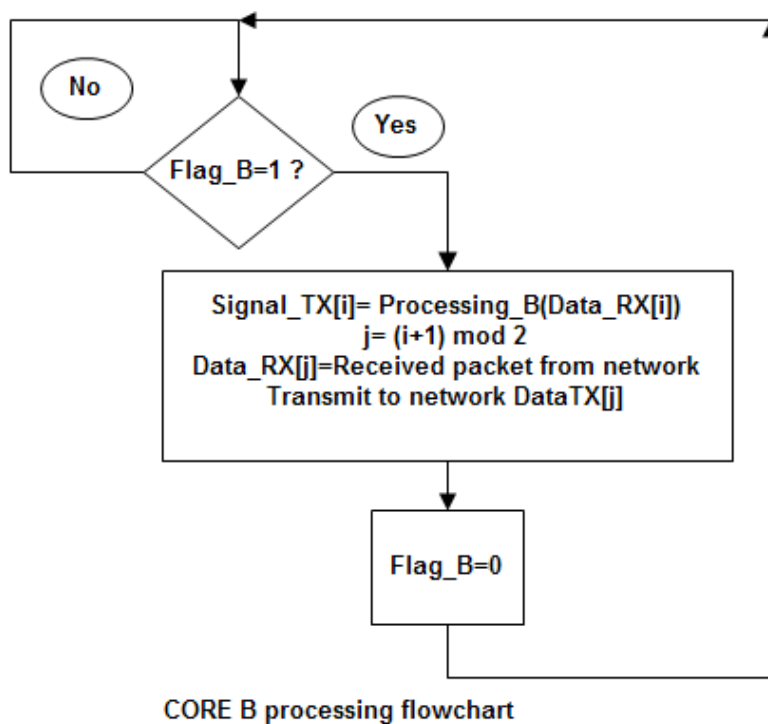 No
Yes
Flag_B=1 ?
Signal_TX[i]= Processing_B(Data_RX[i])
j= (i+1) mod 2
Data_RX[j]=Received packet from network
Transmit to network DataTX[j]
Flag_B=0
CORE B processing flowchart